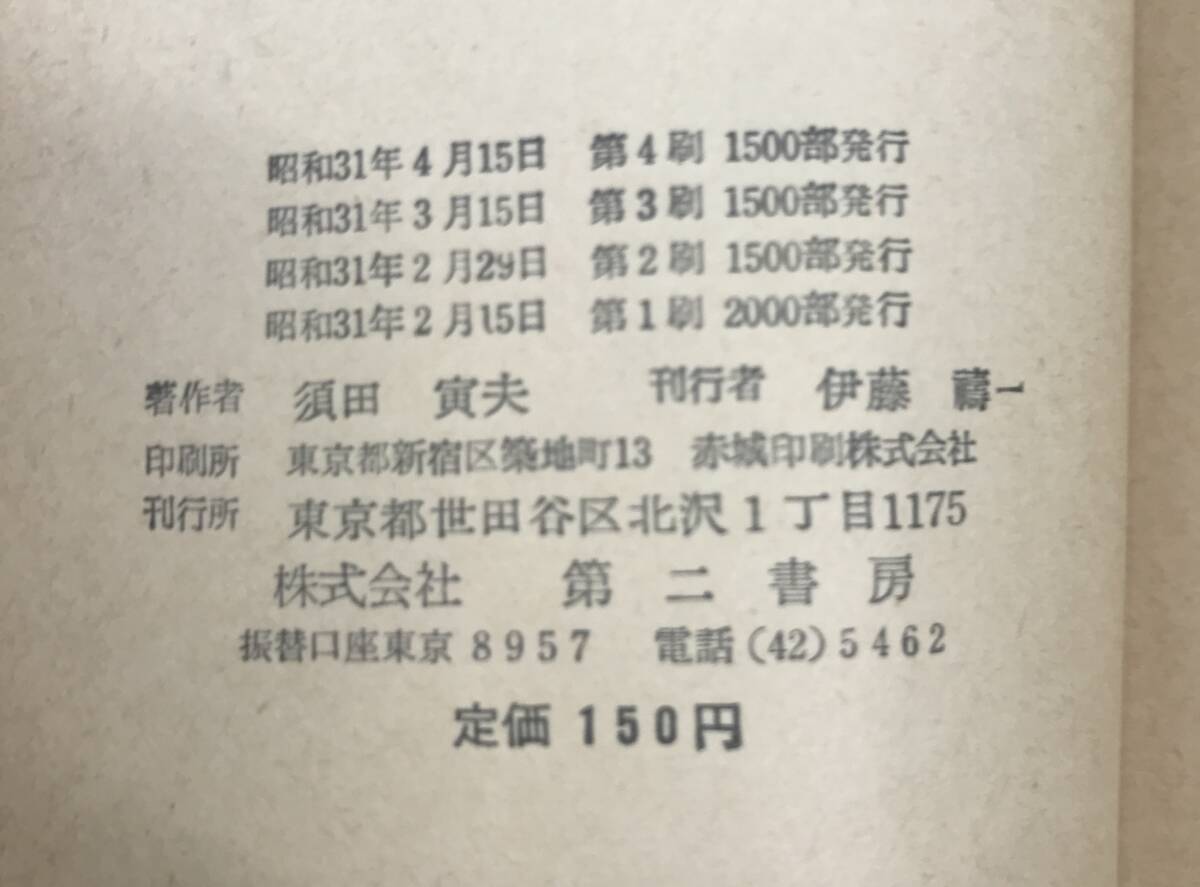 昭和31年4月15日 第4刷 1500部発行
昭和31年3月15日 第3刷 1500部発行
昭和31年2月29日 第2刷 1500部発行
昭和31年2月15日 第1刷 2000部発行
著作者 須田 寅夫 刊行者 伊藤 禱一
印刷所 東京都新宿区築地町13 赤城印刷株式会社
刊行所 東京都世田谷区北沢1丁目1175
株式会社 第二書房
振替口座東京8957 電話(42)5462
定価 150円